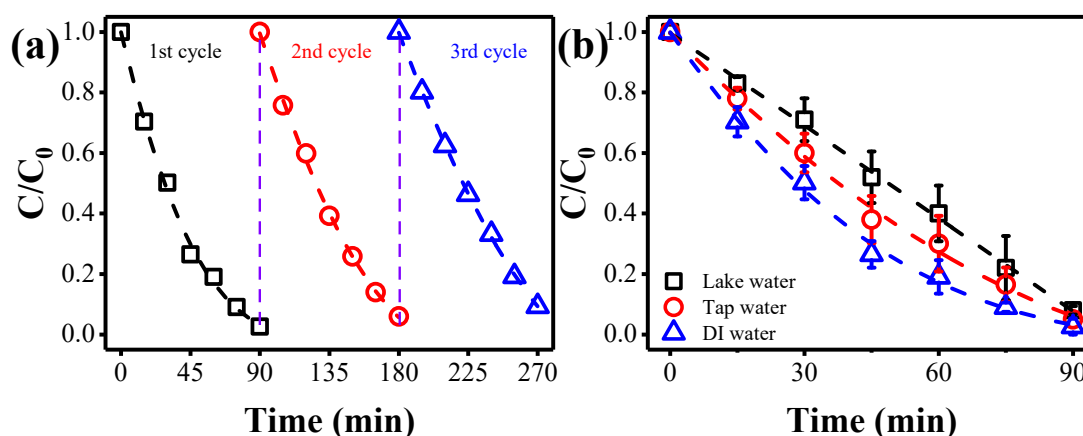 (a)
1st cycle
2nd cycle
3rd cycle
1.0
0.8
0.6
0.4
0.2
0.0
C/C0
0
45
90
135
180
225
270
Time (min)
(b)
1.0
0.8
0.6
0.4
0.2
0.0
C/C0
Lake water
Tap water
DI water
0
30
60
90
Time (min)